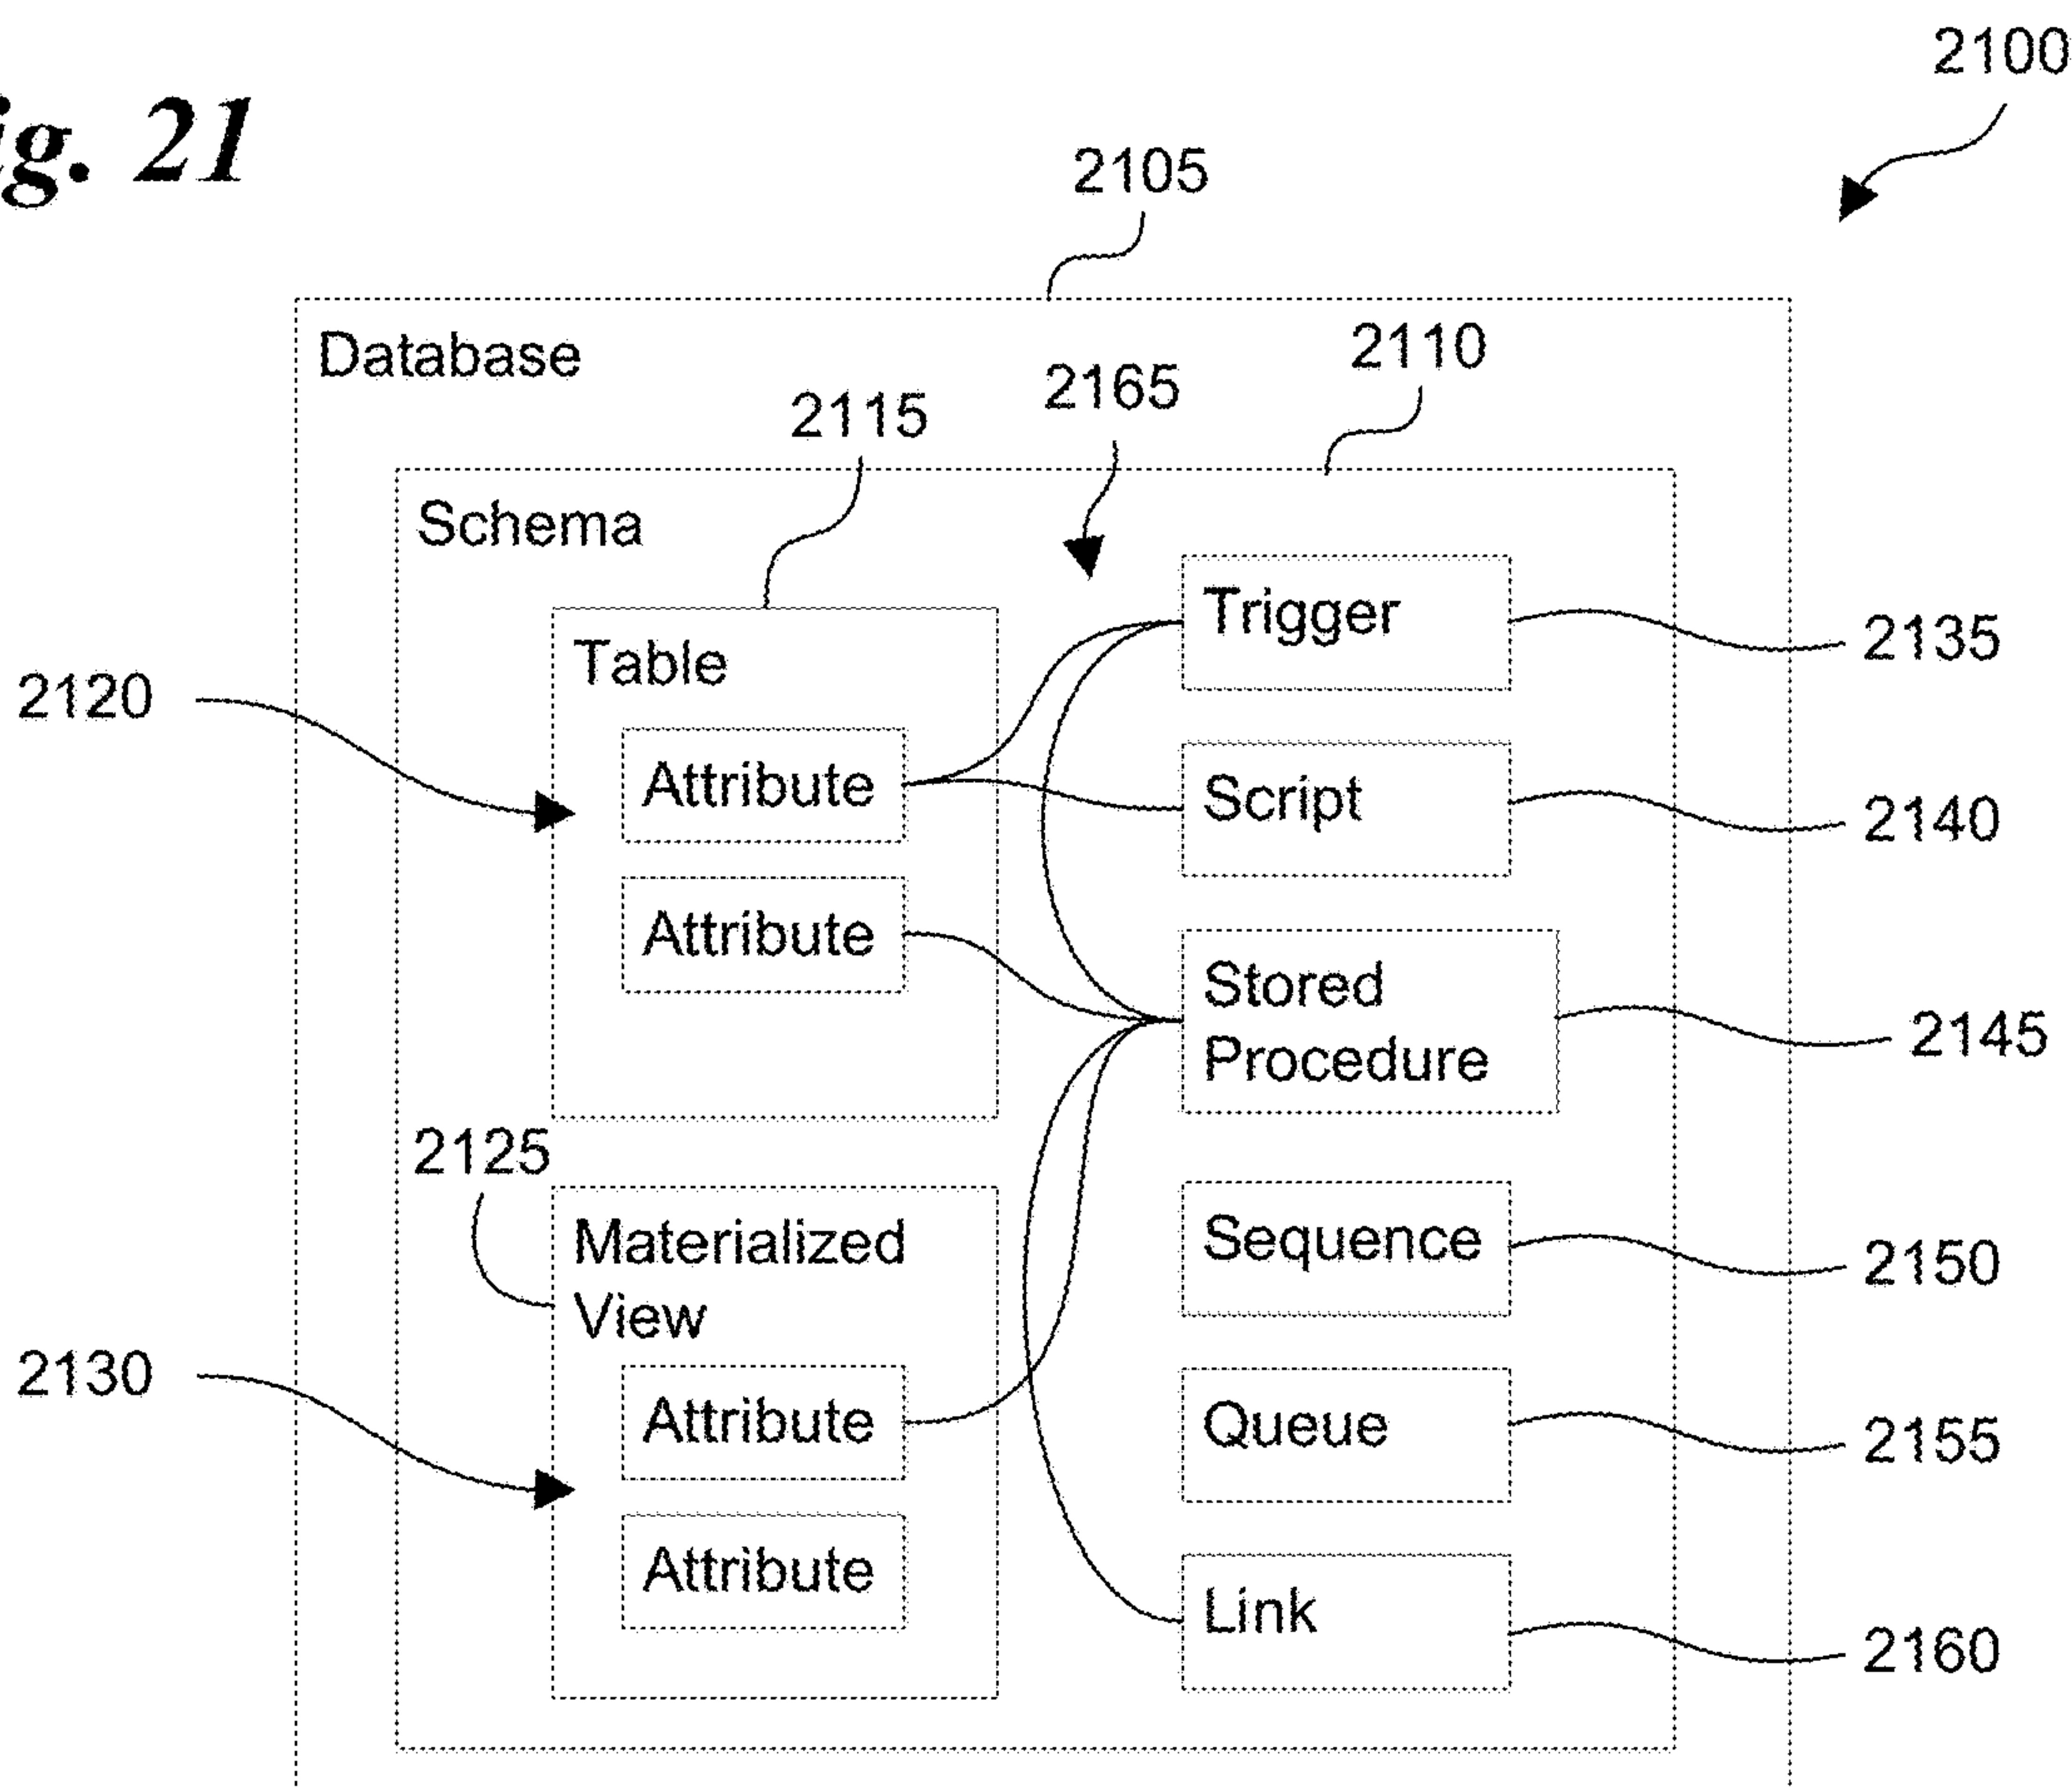 2100
ig. 21
2105
Database
2110
2165
2115
Schema
Trigger
2135
Table
2120
Attribute
Script
2140
Attribute
Stored
Procedure
2145
2125
Materialized
View
Sequence
2150
2130
Attribute
Queue
2155
Attribute
Link
2160